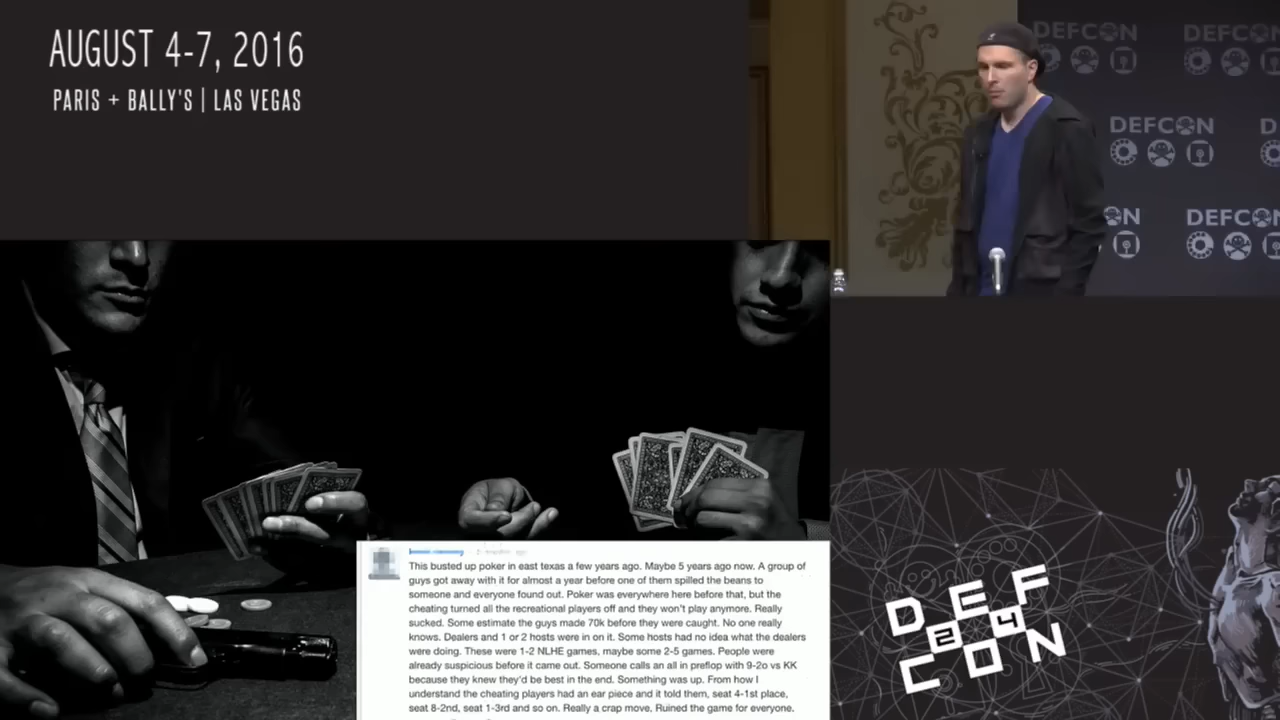 AUGUST 4-7, 2016
PARIS + BALLY'S | LAS VEGAS
DEFCON DEFCO
DEFCON D
ON DEFCON
This busted up poker in east texas a few years ago. Maybe 5 years ago now. A group of
guys got away with it for almost a year before one of them spilled the beans to
someone and everyone found out. Poker was everywhere here before that, but the
cheating turned all the recreational players off and they won't play anymore. Really
sucked. Some estimate the guys made 70k before they were caught. No one really
knows. Dealers and 1 or 2 hosts were in on it. Some hosts had no idea what the dealers
were doing. These were 1-2 NLHE games, maybe some 2-5 games. People were
already suspicious before it came out. Someone calls an all in preflop with 9-2o vs KK
because they knew they'd be best in the end. Something was up. From how I
understand the cheating players had an ear piece and it told them, seat 4-1st place,
seat 8-2nd, seat 1-3rd and so on. Really a crap move. Ruined the game for everyone.
DEF
24
CON